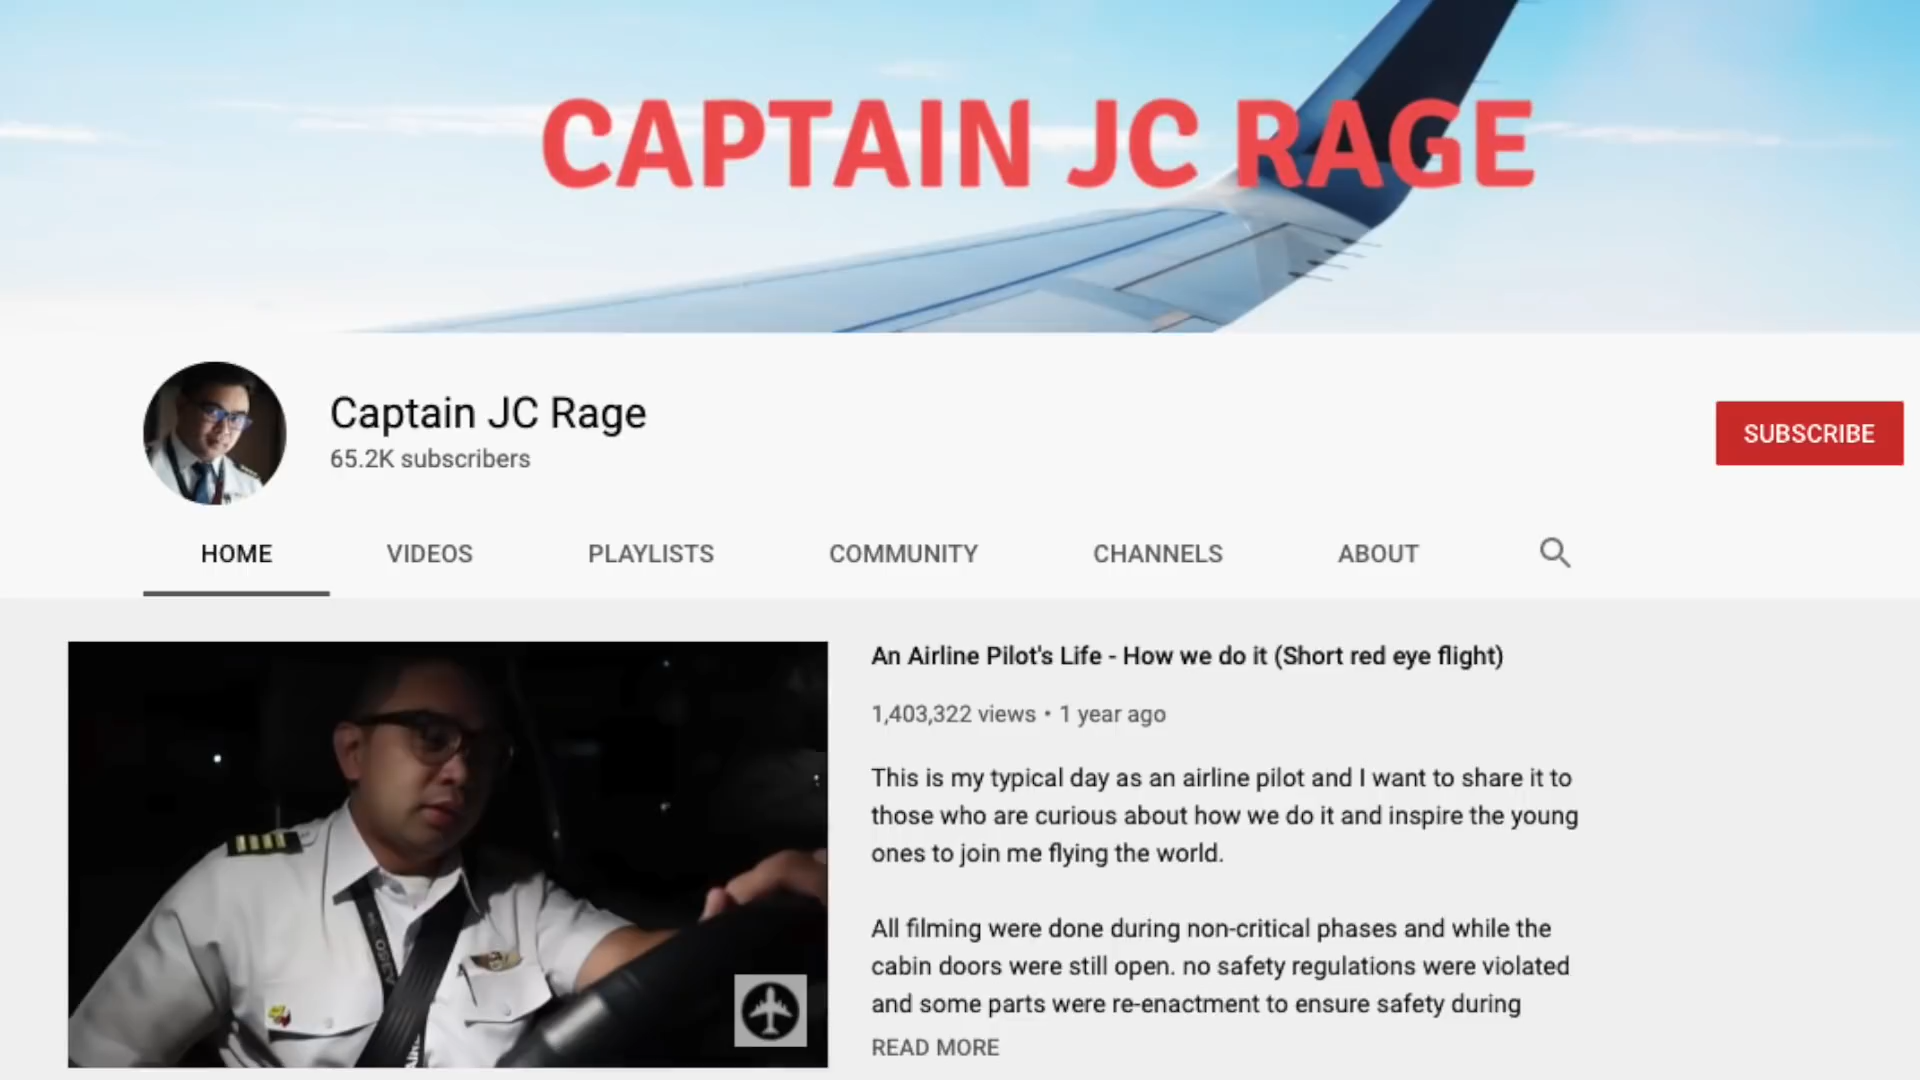 CAPTAIN JC RAGE
Captain JC Rage
65.2K subscribers
SUBSCRIBE
HOME
VIDEOS
PLAYLISTS
COMMUNITY
CHANNELS
ABOUT
An Airline Pilot's Life - How we do it (Short red eye flight)
1,403,322 views • 1 year ago
This is my typical day as an airline pilot and I want to share it to
those who are curious about how we do it and inspire the young
ones to join me flying the world.
All filming were done during non-critical phases and while the
cabin doors were still open. no safety regulations were violated
and some parts were re-enactment to ensure safety during
READ MORE